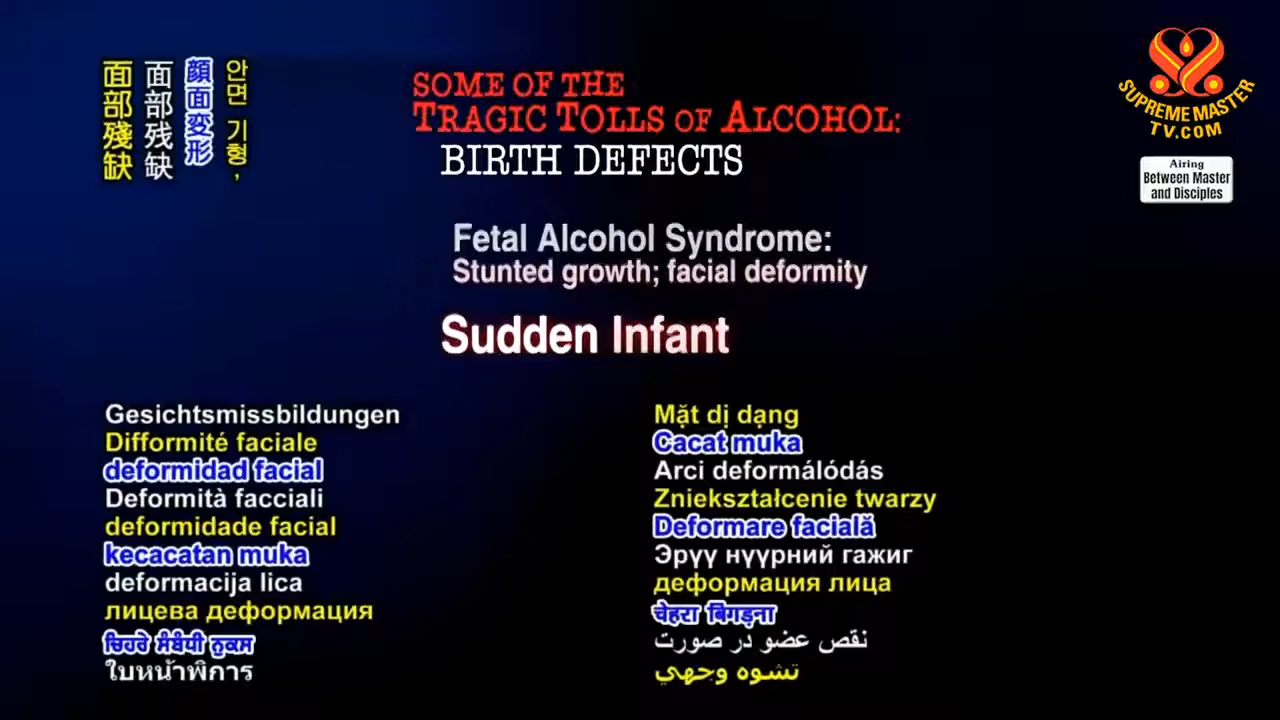 面部殘缺
面部残缺
顔面変形
안면 기형,
SOME OF THE
TRAGIC TOLLS OF ALCOHOL:
BIRTH DEFECTS
SUPREME MASTER
TV.COM
Airing
Between Master
and Disciples
Fetal Alcohol Syndrome:
Stunted growth; facial deformity
Sudden Infant
Gesichtsmissbildungen
Difformité faciale
deformidad facial
Deformità facciali
deformidade facial
kecacatan muka
deformacija lica
лицева деформация
ਚਿਹਰੇ ਸੰਬੰਧੀ ਨੁਕਸ
ใบหน้าพิการ
Mặt dị dạng
Cacat muka
Arci deformálódás
Zniekształcenie twarzy
Deformare facială
Эрүү нүүрний гажиг
деформация лица
चेहरा बिगड़ना
نقص عضو در صورت
تشوه وجهي